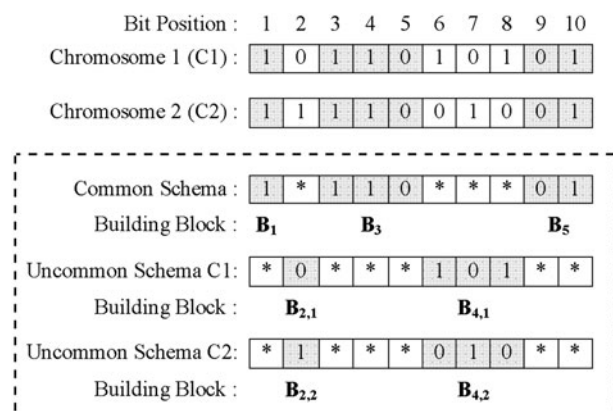 Bit Position : 1 2 3 4 5 6 7 8 9 10
Chromosome 1 (C1) : 1 0 1 1 0 1 0 1 0 1
Chromosome 2 (C2) : 1 1 1 1 0 0 1 0 0 1
Common Schema : 1 * 1 1 0 * * * 0 1
Building Block : B1 B3 B5
Uncommon Schema C1: * 0 * * * 1 0 1 * *
Building Block : B2,1 B4,1
Uncommon Schema C2: * 1 * * * 0 1 0 * *
Building Block : B2,2 B4,2